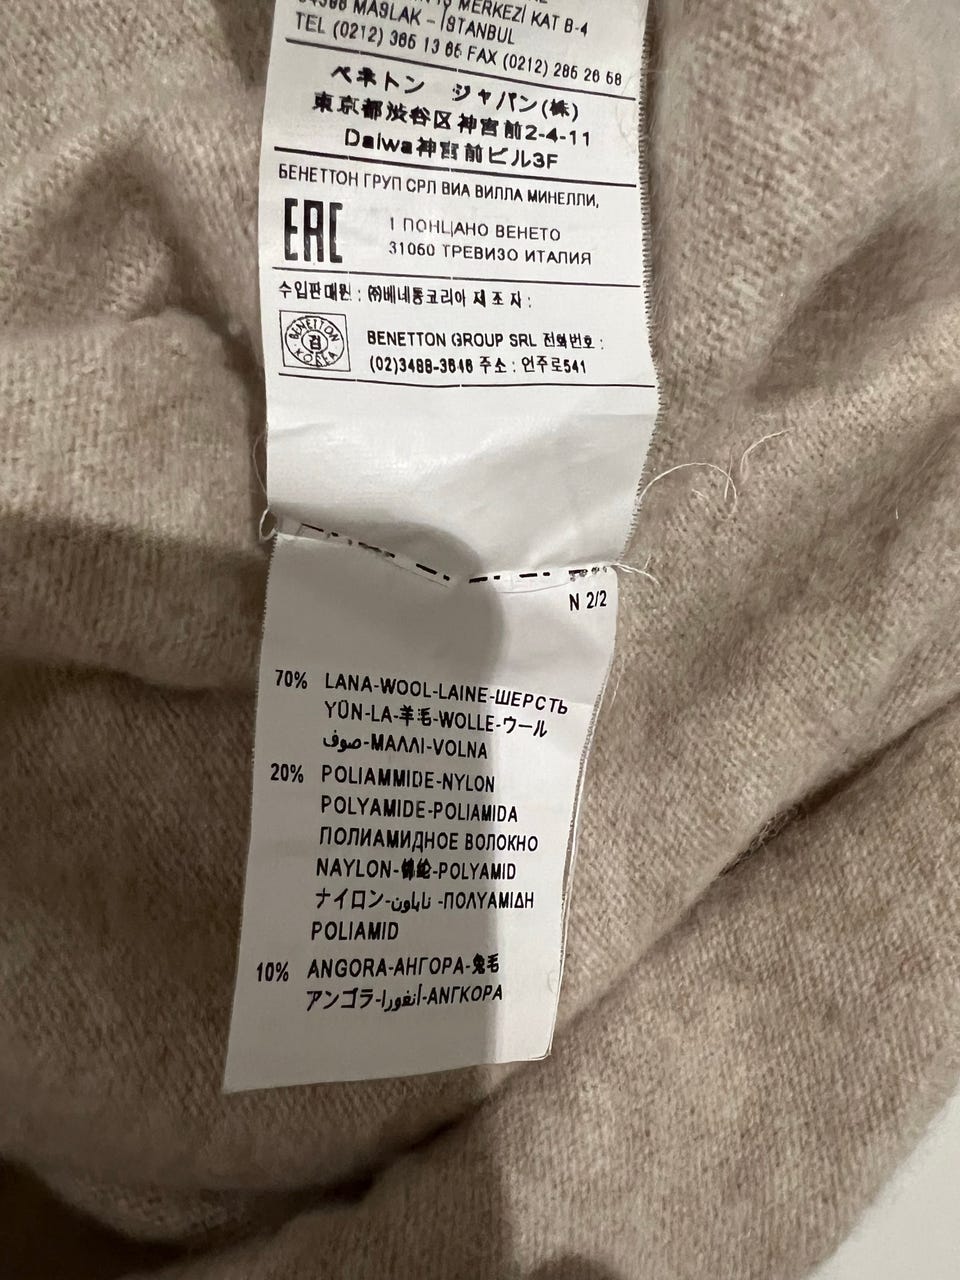 MASLAK - İSTANBUL
MERKEZİ KAT B-4
TEL (0212) 365 13 65 FAX (0212) 285 26 58
ベネトン ジャパン(株)
東京都渋谷区神宮前2-4-11
Daiwa神宮前ビル3F
БЕНЕТТОН ГРУП СРЛ ВИА ВИЛЛА МИНЕЛЛИ,
EAC
1 ПОНЦАНО ВЕНЕТО
31050 ТРЕВИЗО ИТАЛИЯ
수입판매원 : ㈜베네통코리아 제 조 자 :
BENETTON
검
KOREA
BENETTON GROUP SRL 전화번호 :
(02)3488-3646 주소 : 언주로541
N 2/2
70% LANA-WOOL-LAINE-ШЕРСТЬ
YÜN-LA-羊毛-WOLLE-ウール
صوف-ΜΑΛΛΙ-VOLNA
20% POLIAMMIDE-NYLON
POLYAMIDE-POLIAMIDA
ПОЛИАМИДНОЕ ВОЛОКНО
NAYLON-锦纶-POLYAMID
ナイロン-نايلون-ΠΟΛΥΑΜΙΔΗ
POLIAMID
10% ANGORA-АНГОРА-兔毛
アンゴラ-أنغورا-ΑΝΓΚΟΡΑ